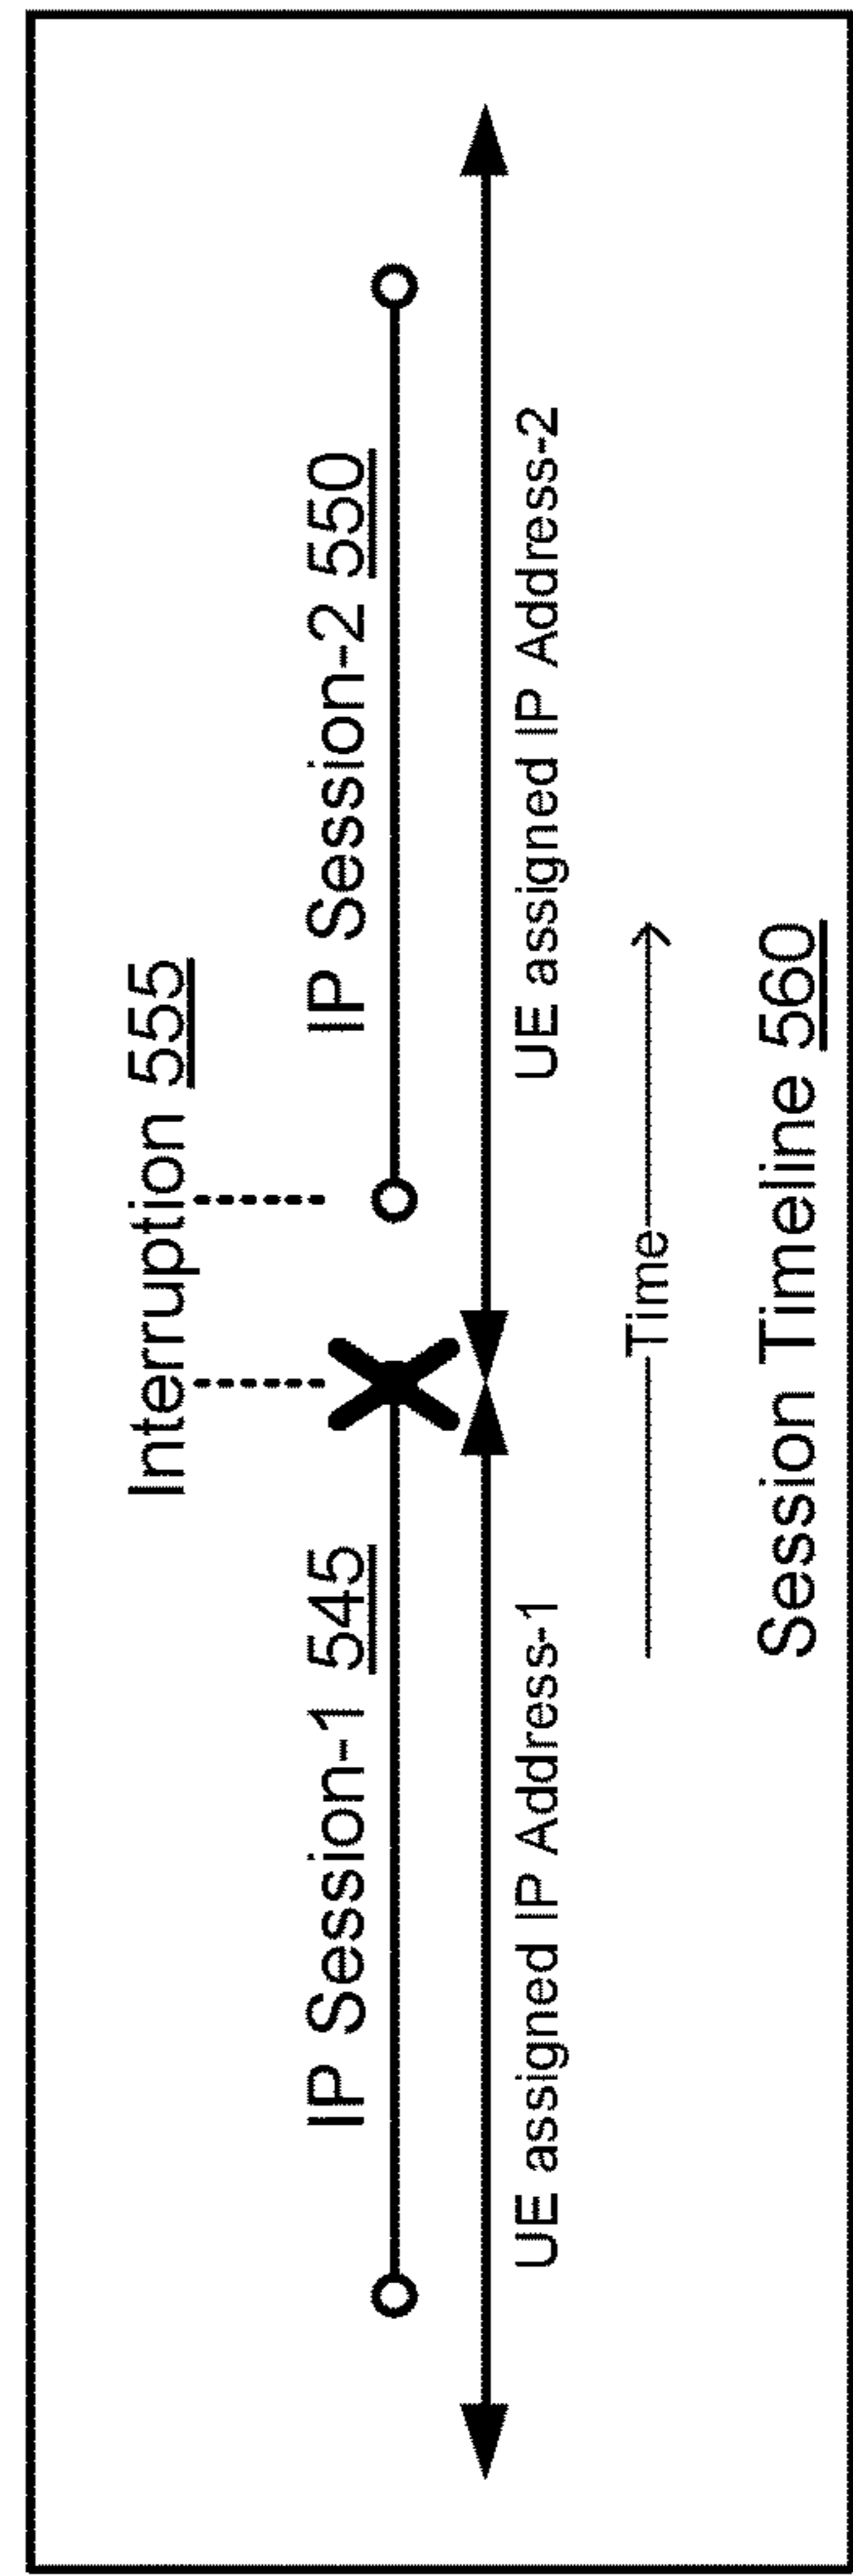 Interruption 555
IP Session-1 545
IP Session-2 550
UE assigned IP Address-1
UE assigned IP Address-2
Time
Session Timeline 560